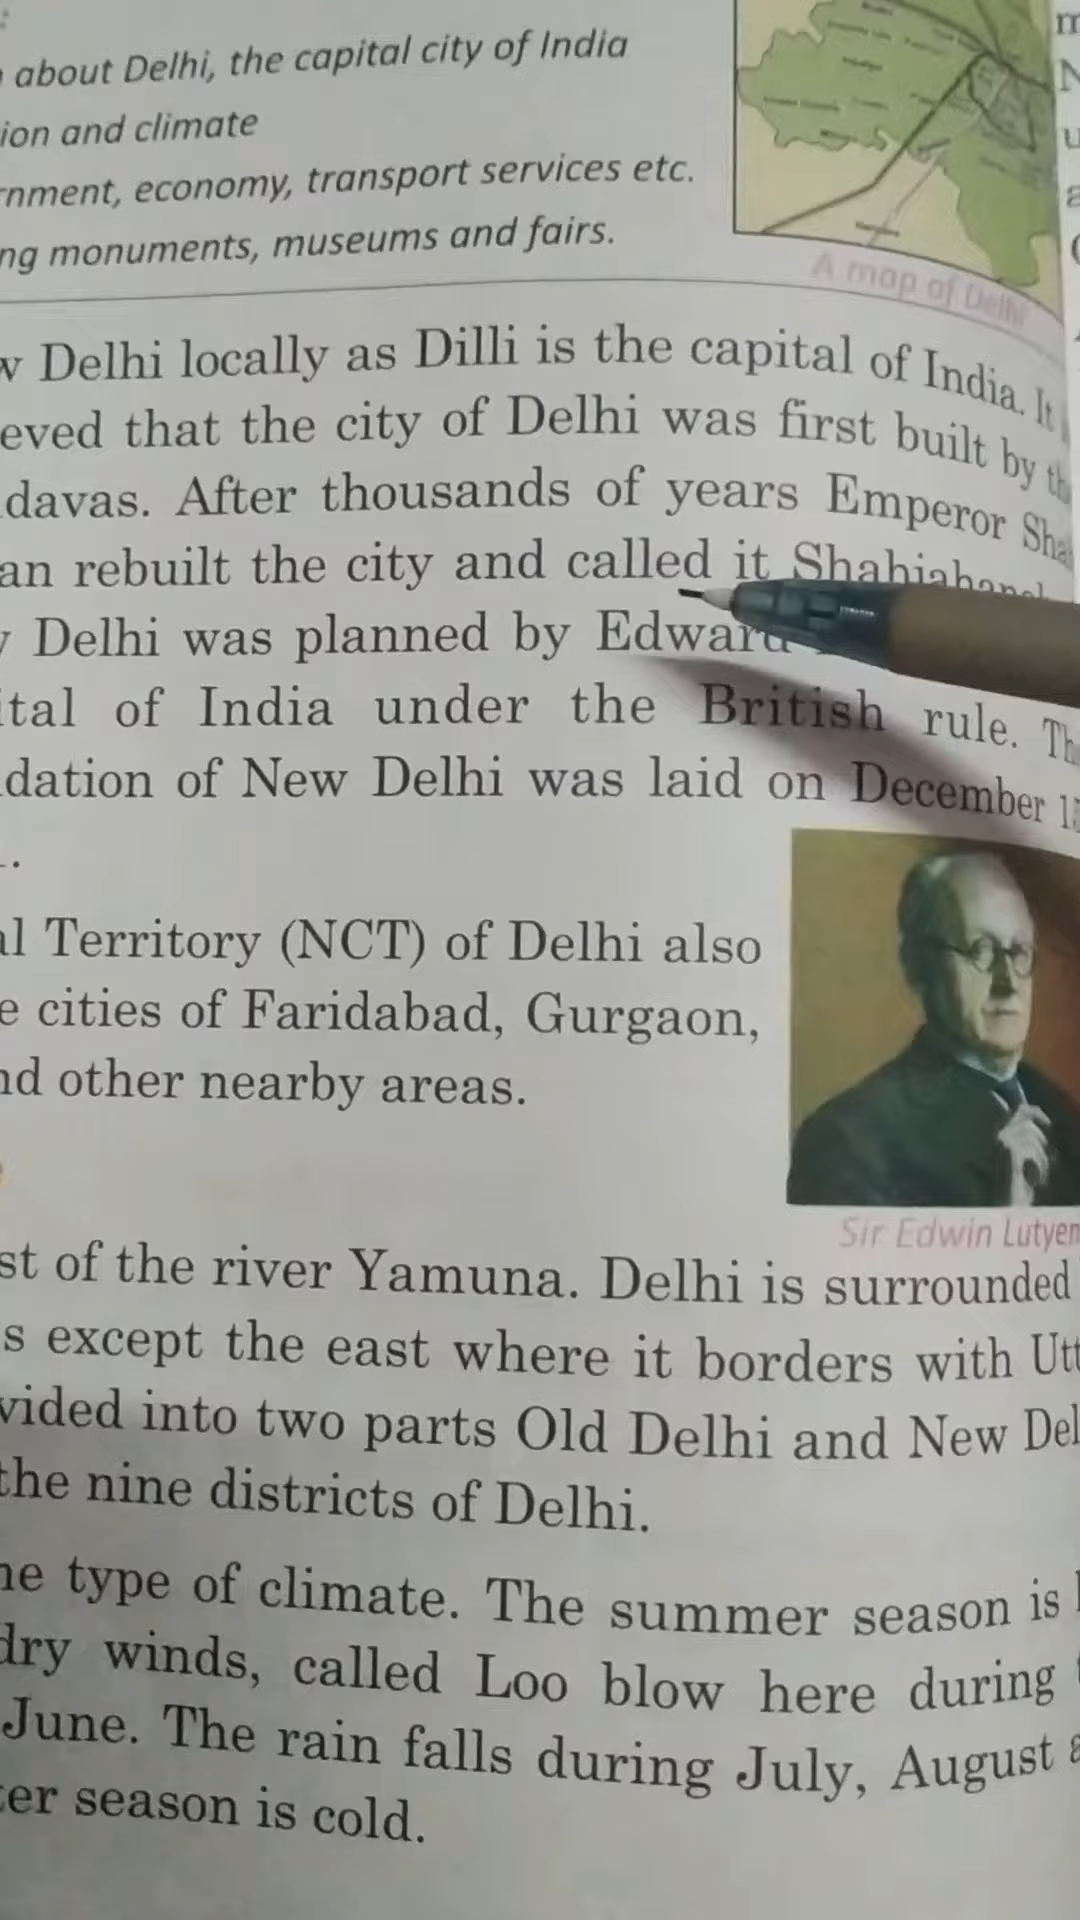 about Delhi, the capital city of India
ion and climate
rnment, economy, transport services etc.
ng monuments, museums and fairs.
A map of Delhi
w Delhi locally as Dilli is the capital of India. It
eved that the city of Delhi was first built by th
davas. After thousands of years Emperor Sha
an rebuilt the city and called it Shahjahanab
Delhi was planned by Edward
ital of India under the British rule. Th
dation of New Delhi was laid on December 1
al Territory (NCT) of Delhi also
e cities of Faridabad, Gurgaon,
nd other nearby areas.
Sir Edwin Lutyen
st of the river Yamuna. Delhi is surrounded
s except the east where it borders with Utt
vided into two parts Old Delhi and New Del
the nine districts of Delhi.
ne type of climate. The summer season is
dry winds, called Loo blow here during
June. The rain falls during July, August a
ter season is cold.